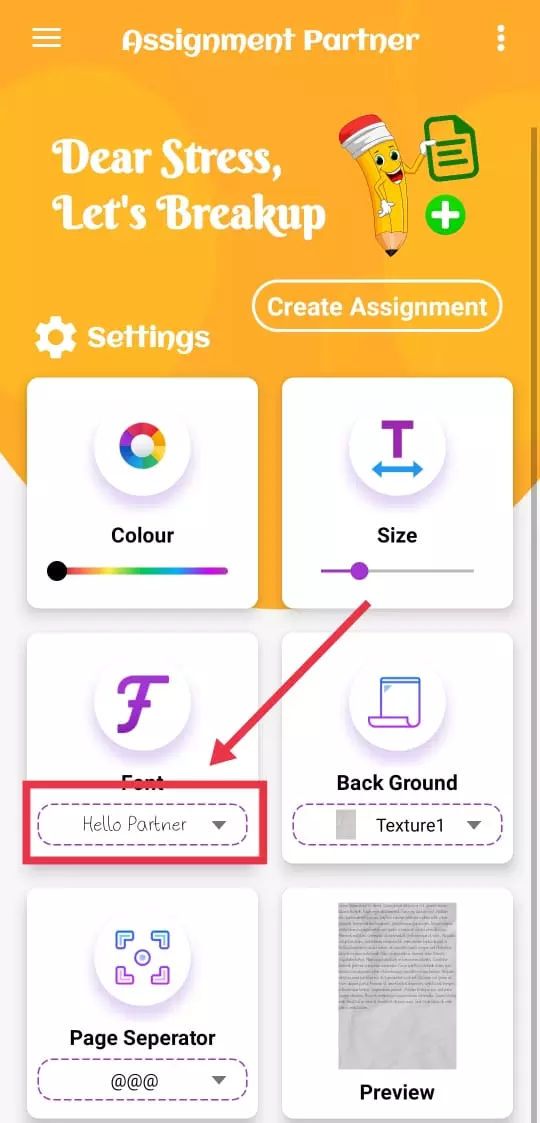 Assignment Partner
Dear Stress,
Let's Breakup
Create Assignment
Settings
Colour
T
Size
F
Font
Hello Partner
Back Ground
Texture1
Page Seperator
@@@
Preview